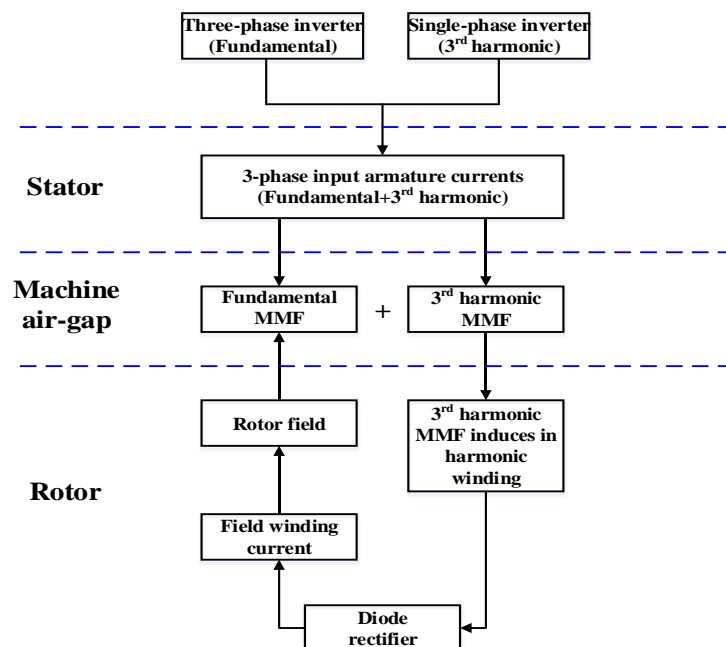 Three-phase inverter
(Fundamental)
Single-phase inverter
(3rd harmonic)
Stator
3-phase input armature currents
(Fundamental+3rd harmonic)
Machine
air-gap
Fundamental
MMF
+
3rd harmonic
MMF
Rotor
Rotor field
3rd harmonic
MMF induces in
harmonic
winding
Field winding
current
Diode
rectifier